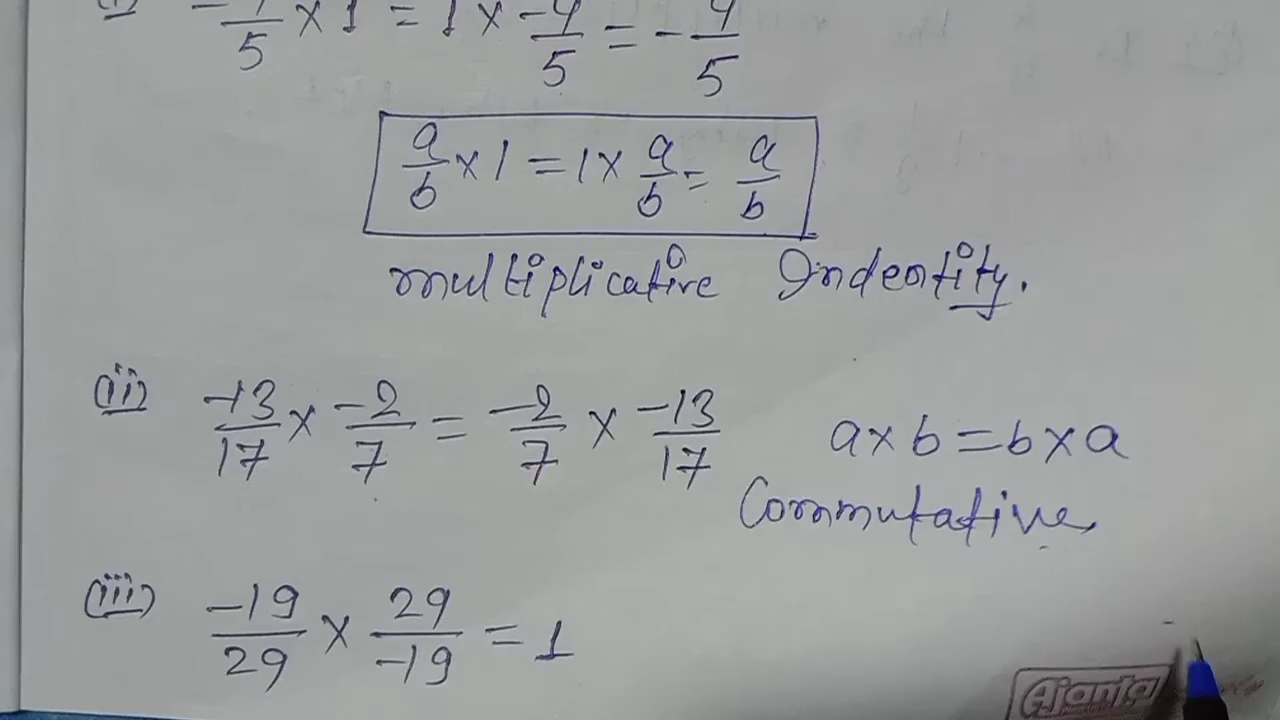 (i) -4/5 × 1 = 1 × -4/5 = -4/5
a/b × 1 = 1 × a/b = a/b
multiplicative Indentity.
(ii) -13/17 × -2/7 = -2/7 × -13/17
a × b = b × a
Commutative
(iii) -19/29 × 29/-19 = 1
Ajanta